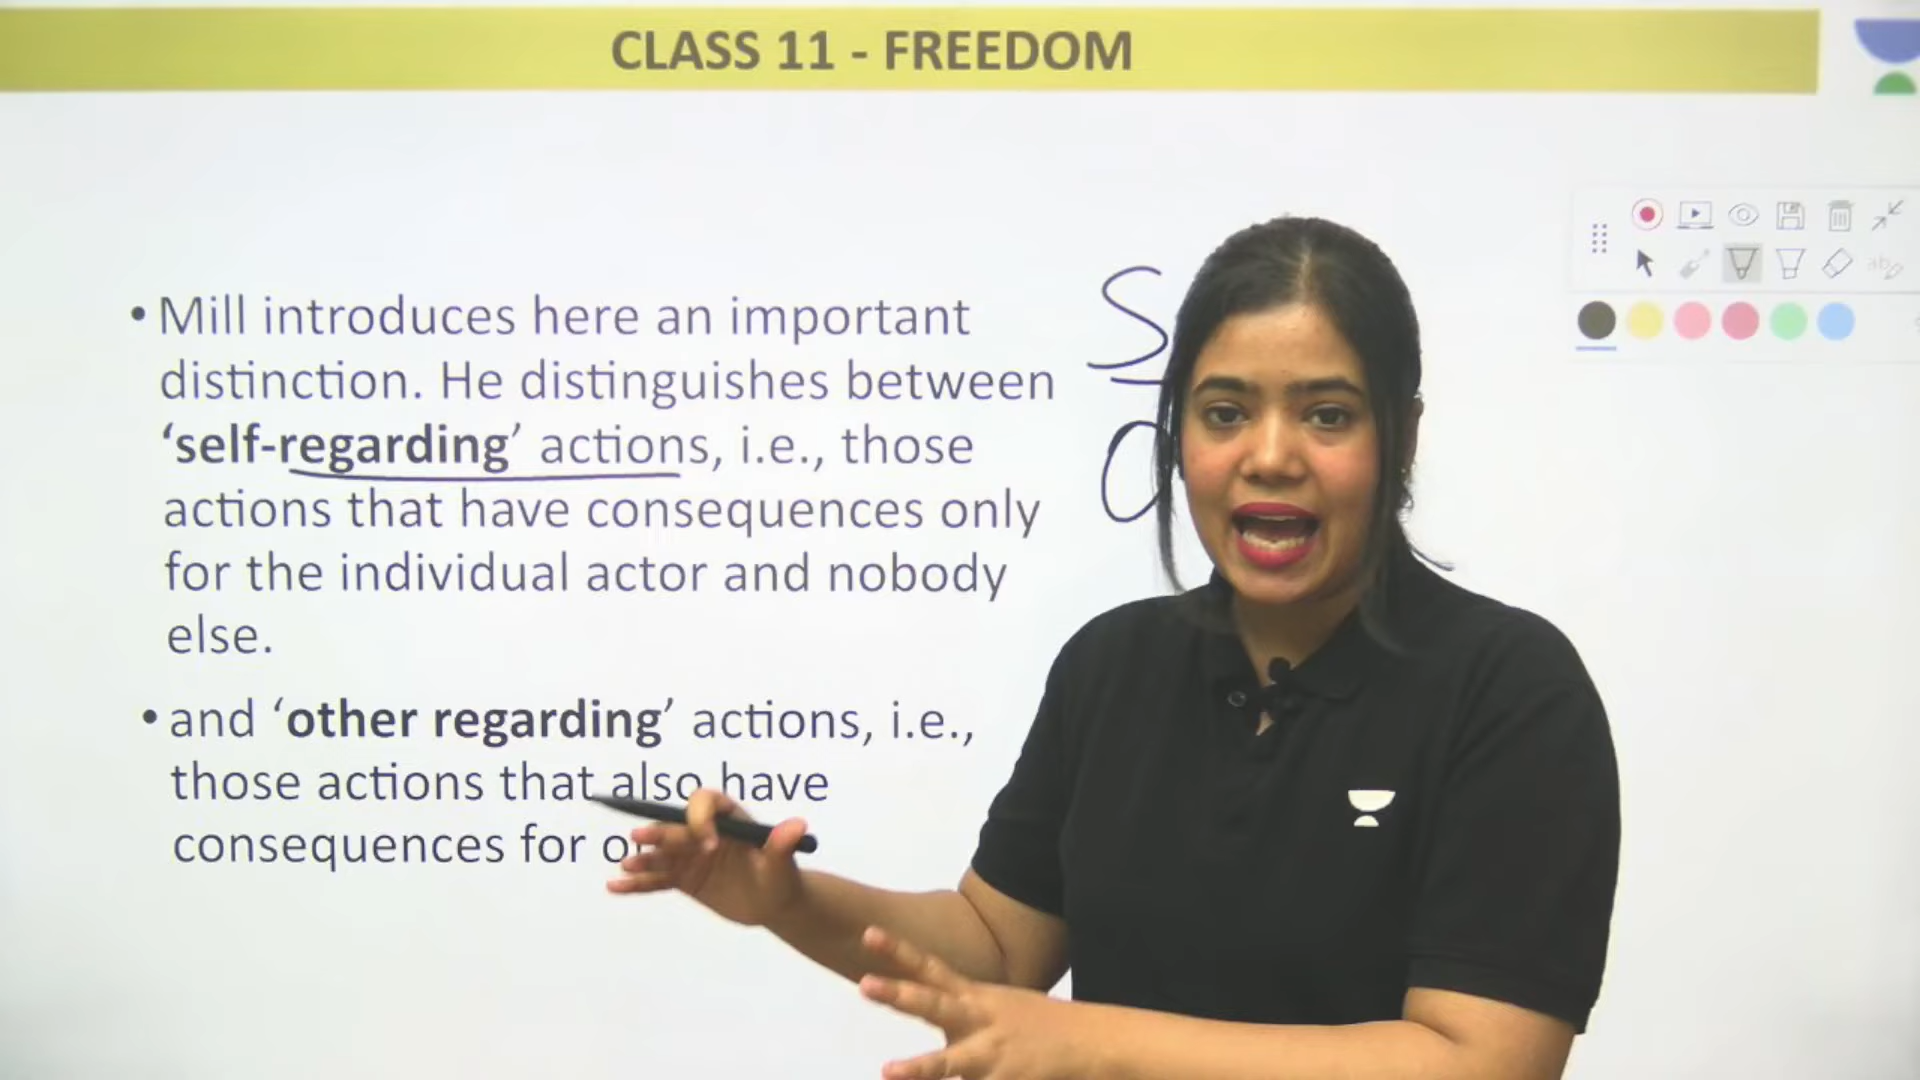 CLASS 11 - FREEDOM
• Mill introduces here an important
distinction. He distinguishes between
‘self-regarding’ actions, i.e., those
actions that have consequences only
for the individual actor and nobody
else.
• and ‘other regarding’ actions, i.e.,
those actions that also have
consequences for
S
O
ab